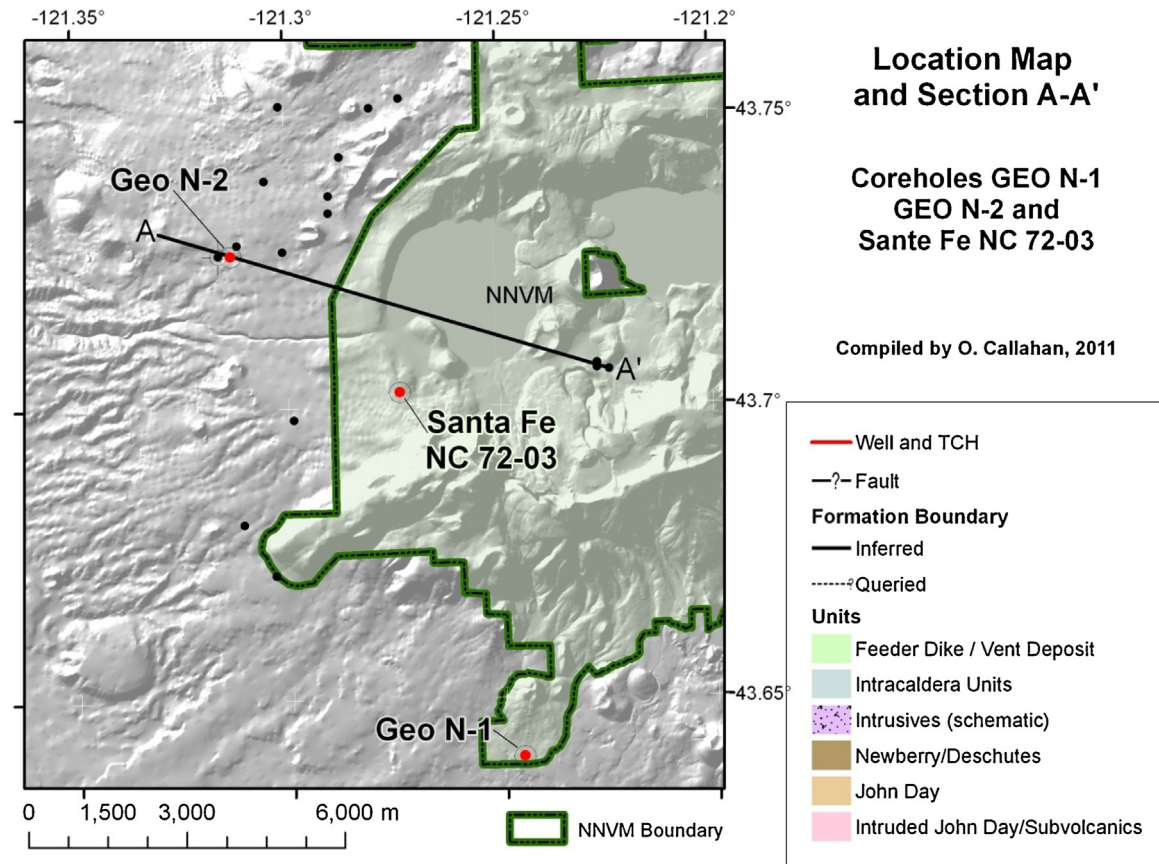 -121.35°
-121.3°
-121.25°
-121.2°
Location Map
and Section A-A'
43.75°
Geo N-2
Coreholes GEO N-1
GEO N-2 and
Sante Fe NC 72-03
A
NNVM
Compiled by O. Callahan, 2011
A'
43.7°
Santa Fe
NC 72-03
Well and TCH
?
Fault
Formation Boundary
Inferred
?
Queried
Units
Feeder Dike / Vent Deposit
Intracaldera Units
43.65°
Intrusives (schematic)
Geo N-1
Newberry/Deschutes
John Day
Intruded John Day/Subvolcanics
0 1,500 3,000 6,000 m
NNVM Boundary